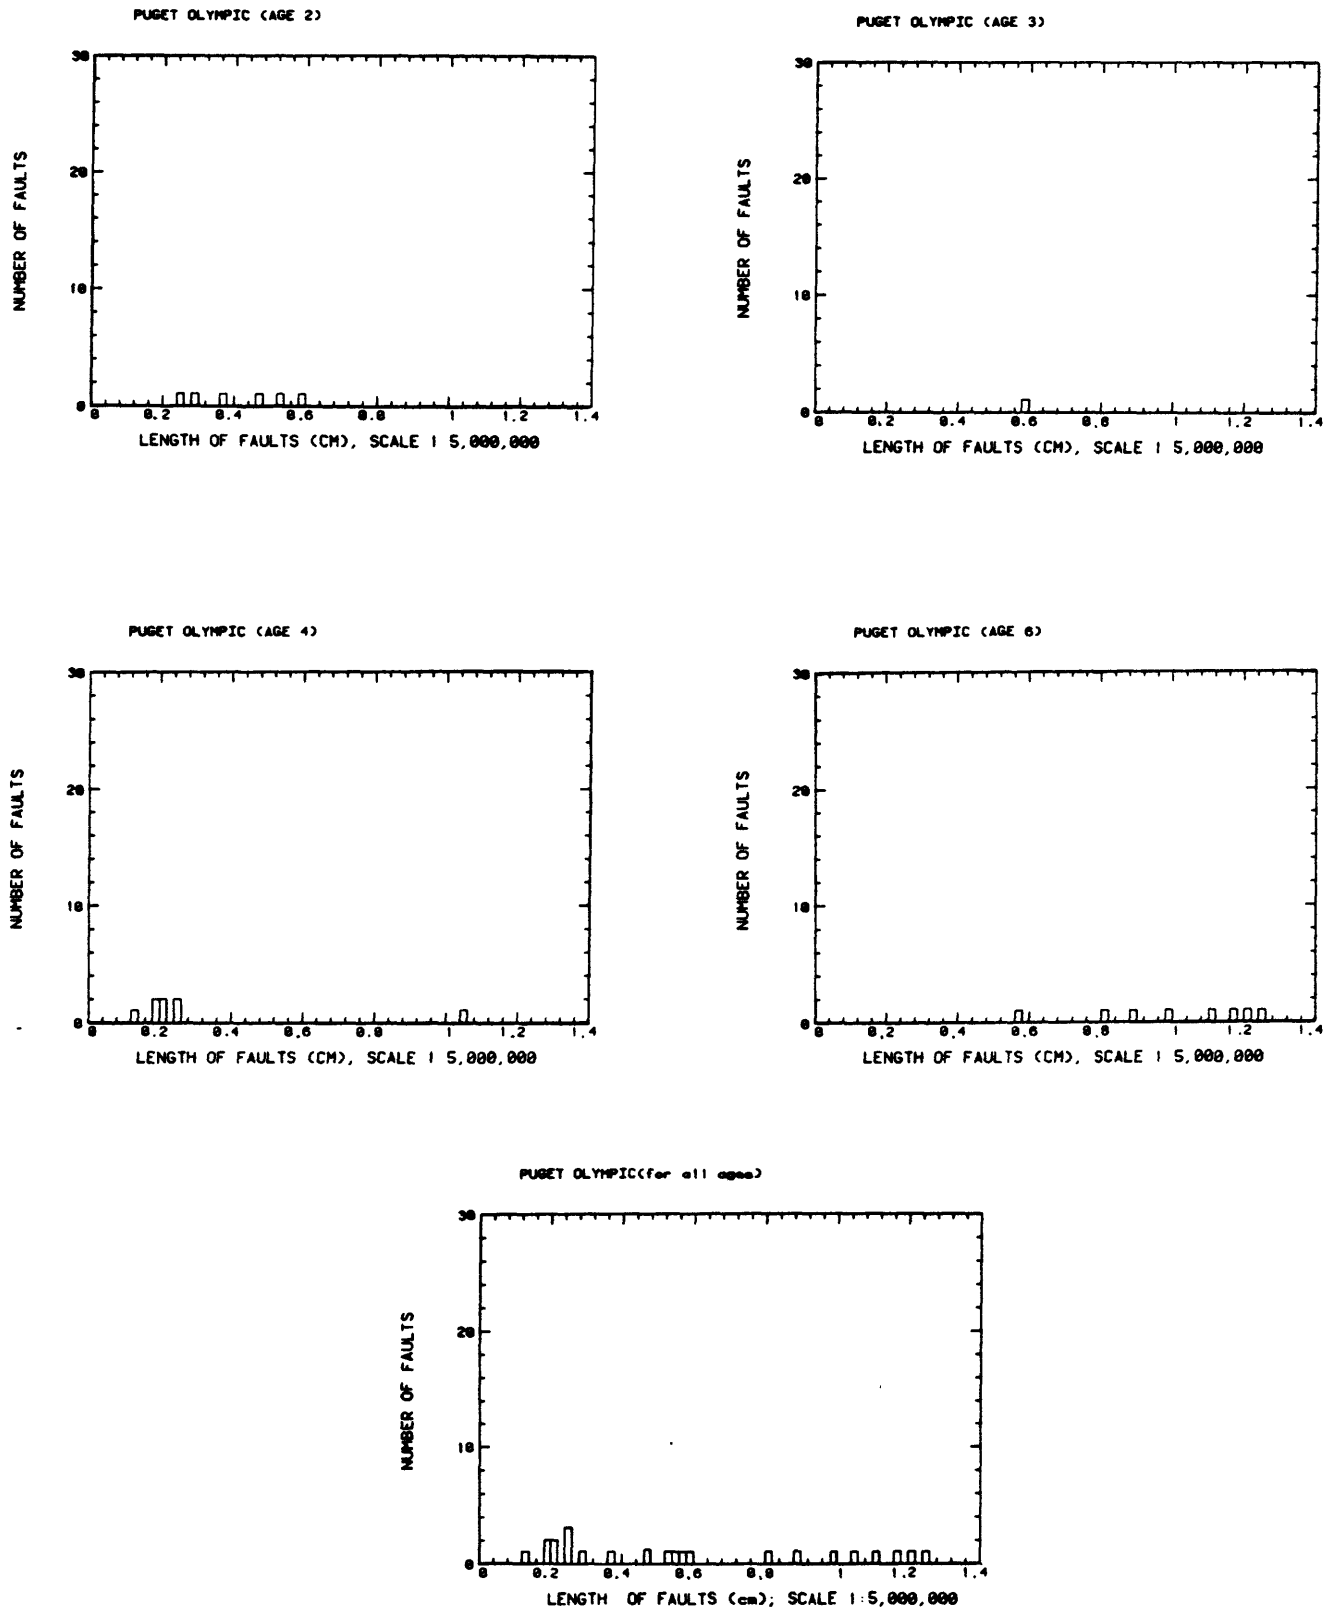 PUGET OLYMPIC (AGE 2)
30
20
10
0
NUMBER OF FAULTS
0 0.2 0.4 0.6 0.8 1 1.2 1.4
LENGTH OF FAULTS (CM), SCALE 1 5,000,000
PUGET OLYMPIC (AGE 3)
30
20
10
0
NUMBER OF FAULTS
0 0.2 0.4 0.6 0.8 1 1.2 1.4
LENGTH OF FAULTS (CM), SCALE 1 5,000,000
PUGET OLYMPIC (AGE 4)
30
20
10
0
NUMBER OF FAULTS
0 0.2 0.4 0.6 0.8 1 1.2 1.4
LENGTH OF FAULTS (CM), SCALE 1 5,000,000
PUGET OLYMPIC (AGE 6)
30
20
10
0
NUMBER OF FAULTS
0 0.2 0.4 0.6 0.8 1 1.2 1.4
LENGTH OF FAULTS (CM), SCALE 1 5,000,000
PUGET OLYMPIC(for all ages)
30
20
10
0
NUMBER OF FAULTS
0 0.2 0.4 0.6 0.8 1 1.2 1.4
LENGTH OF FAULTS (cm); SCALE 1:5,000,000